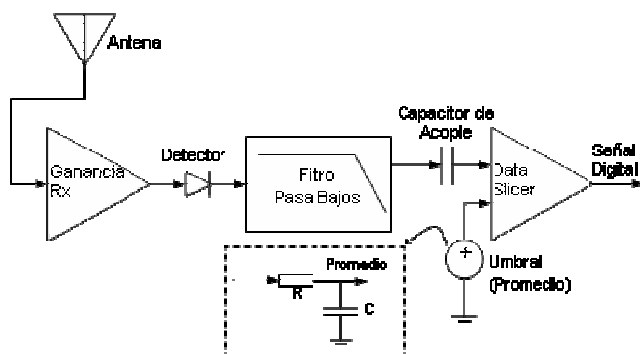 Antena
Ganancia
Rx
Detector
Fitro
Pasa Bajos
Capacitor de
Acople
Data
Slicer
Señal
Digital
Umbral
(Promedio)
+
Promedio
R
C